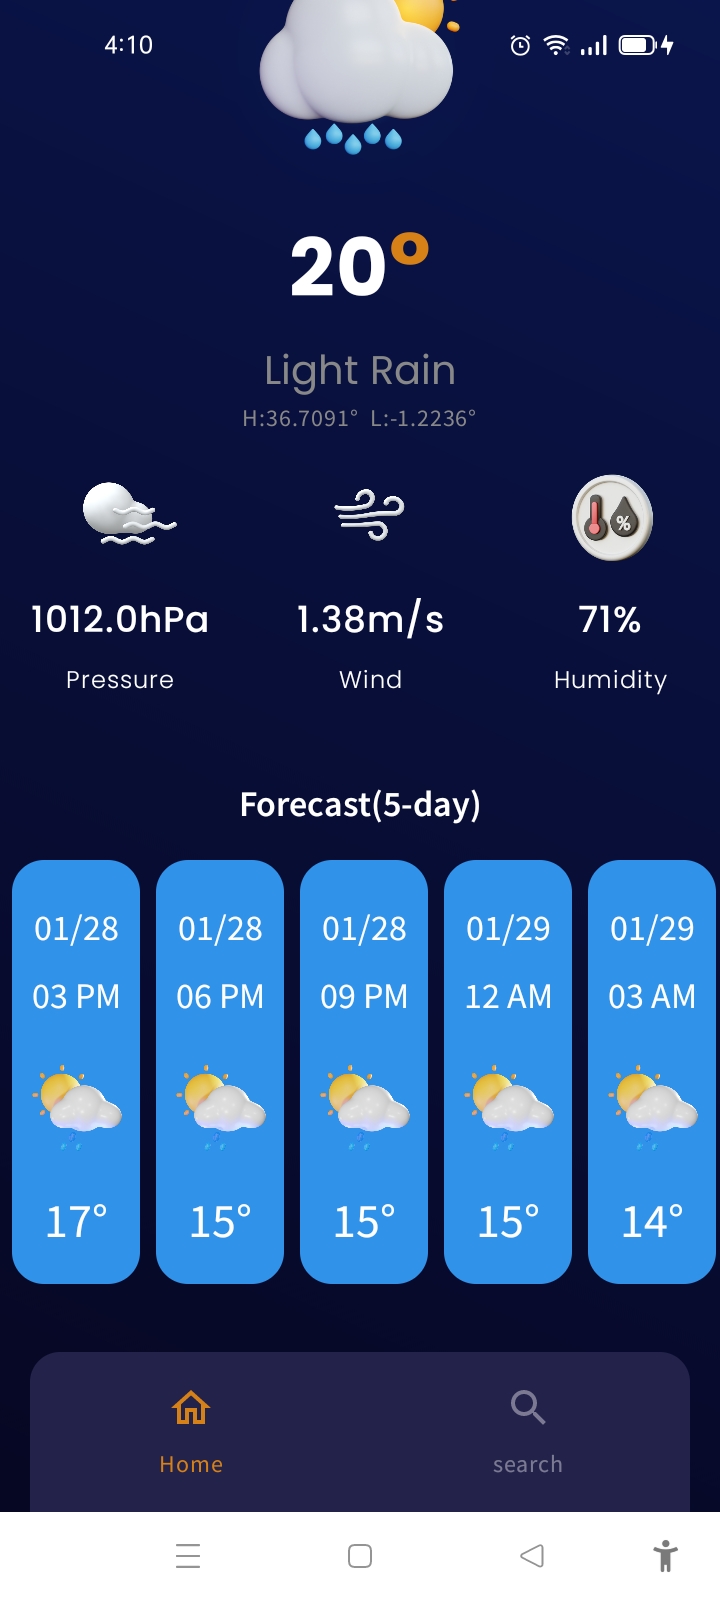 4:10
20°
Light Rain
H:36.7091° L:-1.2236°
%
1012.0hPa 1.38m/s 71%
Pressure Wind Humidity
Forecast(5-day)
01/28 01/28 01/28 01/29 01/29
03 PM 06 PM 09 PM 12 AM 03 AM
17° 15° 15° 15° 14°
Home search